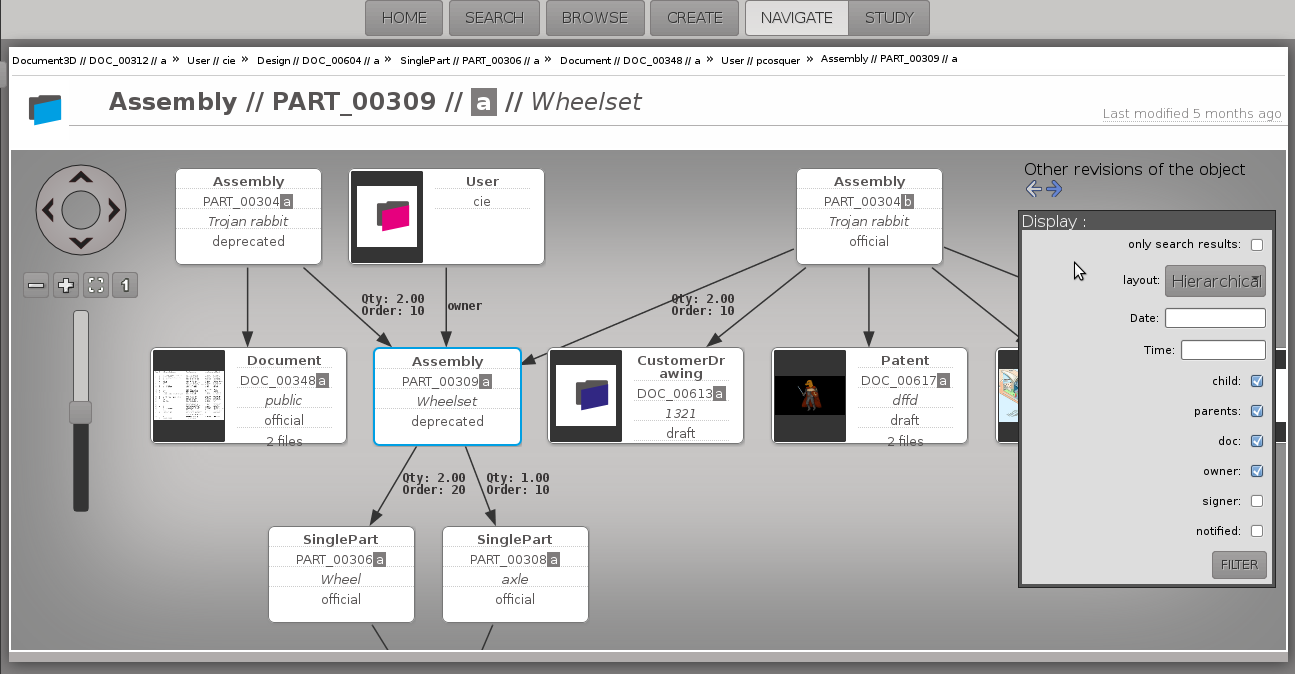 HOME SEARCH BROWSE CREATE NAVIGATE STUDY
Document3D // DOC_00312 // a » User // cie » Design // DOC_00604 // a » SinglePart // PART_00306 // a » Document // DOC_00348 // a » User // pcosquer » Assembly // PART_00309 // a
Assembly // PART_00309 // a // Wheelset
Last modified 5 months ago
Assembly
PART_00304 a
Trojan rabbit
deprecated
User
cie
Assembly
PART_00304 b
Trojan rabbit
official
Qty: 2.00
Order: 10
owner
Qty: 2.00
Order: 10
1
Document
DOC_00348 a
public
official
2 files
Assembly
PART_00309 a
Wheelset
deprecated
CustomerDr
awing
DOC_00613 a
1321
draft
Patent
DOC_00617 a
dffd
draft
2 files
Qty: 2.00
Order: 20
Qty: 1.00
Order: 10
SinglePart
PART_00306 a
Wheel
official
SinglePart
PART_00308 a
axle
official
Other revisions of the object
Display :
only search results:
layout: Hierarchical
Date:
Time:
child:
parents:
doc:
owner:
signer:
notified:
FILTER